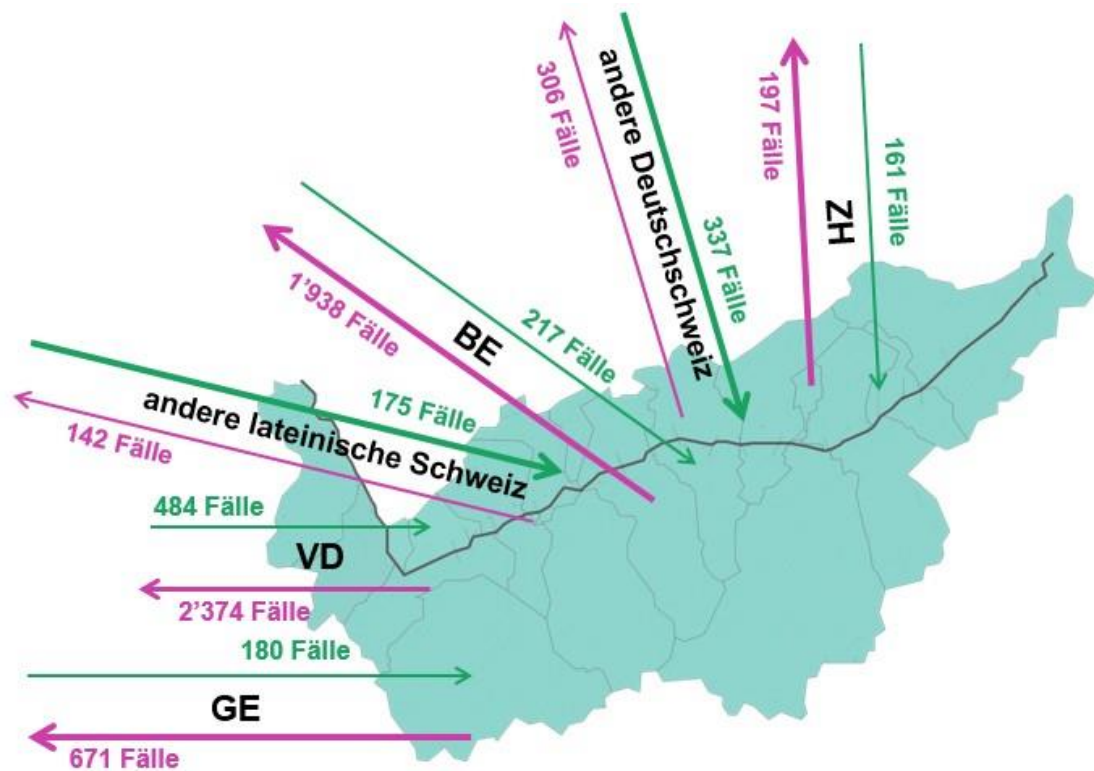 306 Fälle
andere Deutschschweiz
337 Fälle
197 Fälle
ZH
161 Fälle
1’938 Fälle
BE
217 Fälle
andere lateinische Schweiz
175 Fälle
142 Fälle
484 Fälle
VD
2’374 Fälle
180 Fälle
GE
671 Fälle